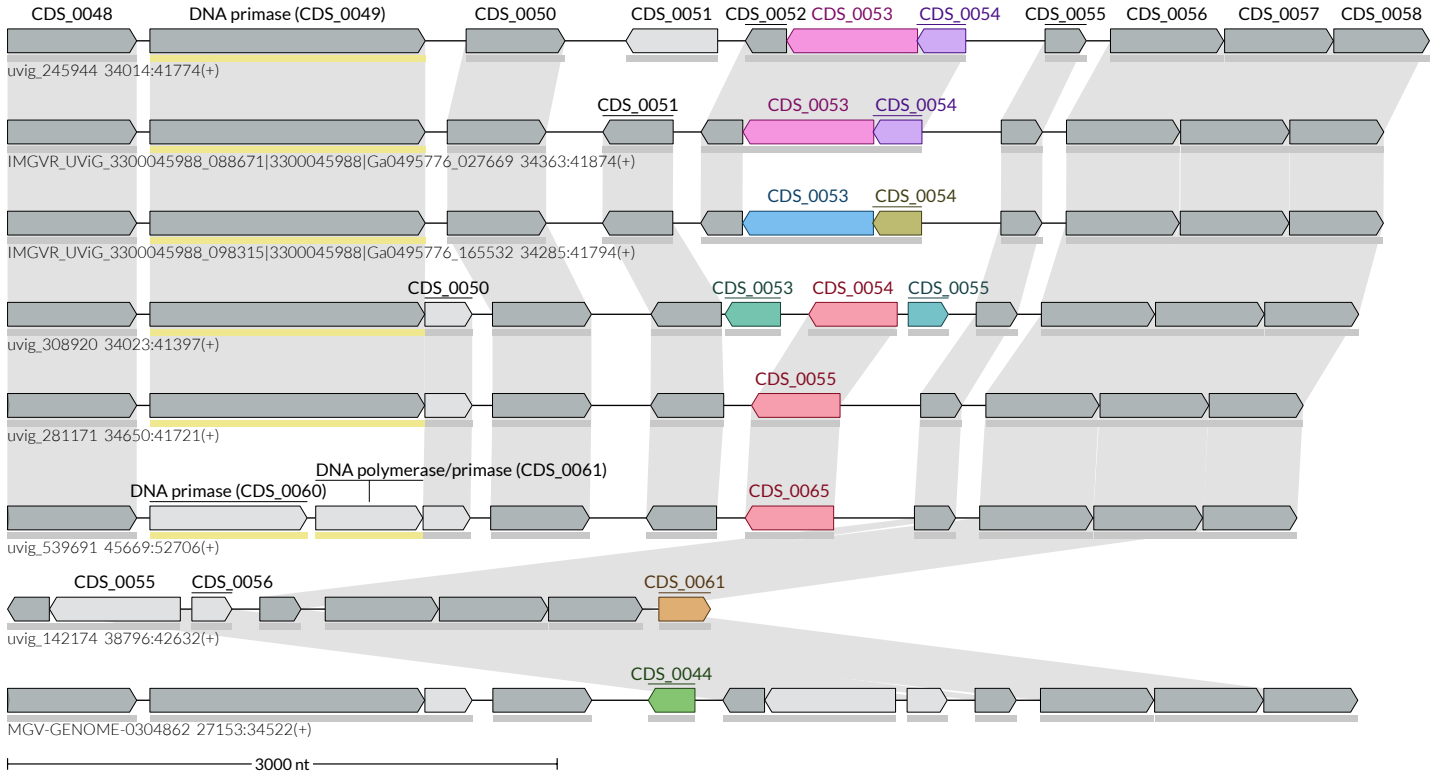 CDS_0048 DNA primase (CDS_0049) CDS_0050 CDS_0051 CDS_0052 CDS_0053 CDS_0054 CDS_0055 CDS_0056 CDS_0057 CDS_0058
uvig_245944 34014:41774(+)
CDS_0051 CDS_0053 CDS_0054
IMGVR_UViG_3300045988_088671|3300045988|Ga0495776_027669 34363:41874(+)
CDS_0053 CDS_0054
IMGVR_UViG_3300045988_098315|3300045988|Ga0495776_165532 34285:41794(+)
CDS_0050 CDS_0053 CDS_0054 CDS_0055
uvig_308920 34023:41397(+)
CDS_0055
uvig_281171 34650:41721(+)
DNA polymerase/primase (CDS_0061)
DNA primase (CDS_0060) CDS_0065
uvig_539691 45669:52706(+)
CDS_0055 CDS_0056 CDS_0061
uvig_142174 38796:42632(+)
CDS_0044
MGV-GENOME-0304862 27153:34522(+)
3000 nt